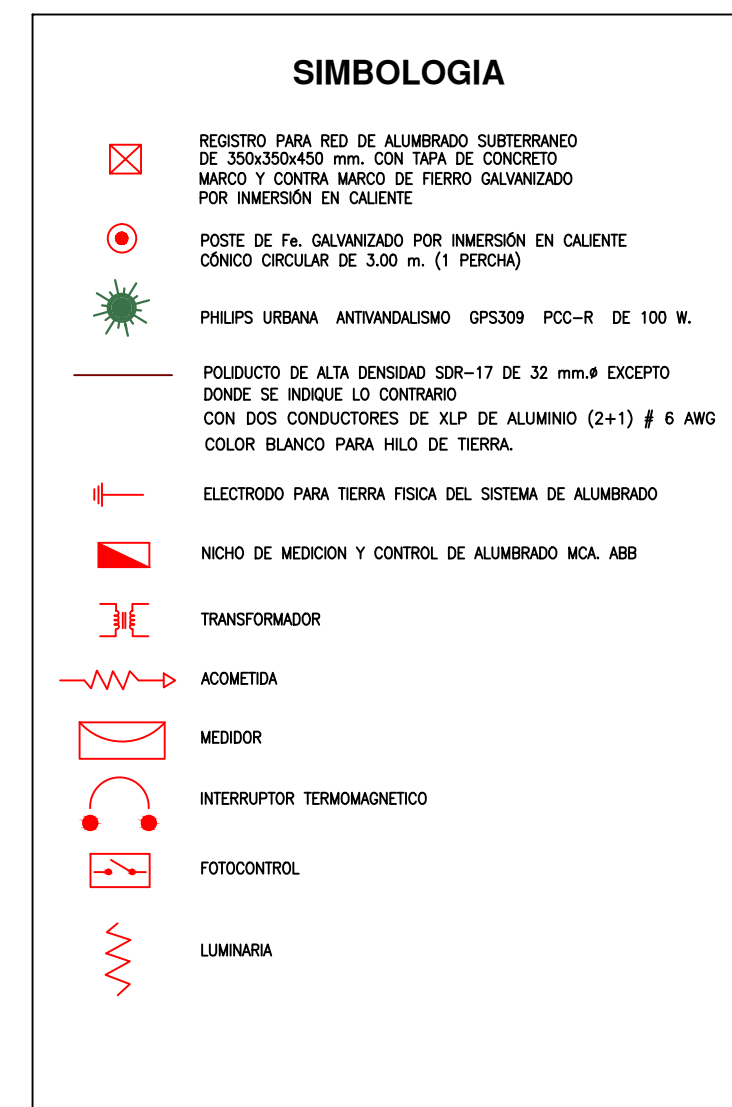 SIMBOLOGIA
REGISTRO PARA RED DE ALUMBRADO SUBTERRANEO
DE 350x350x450 mm. CON TAPA DE CONCRETO
MARCO Y CONTRA MARCO DE FIERRO GALVANIZADO
POR INMERSIÓN EN CALIENTE
POSTE DE Fe. GALVANIZADO POR INMERSIÓN EN CALIENTE
CÓNICO CIRCULAR DE 3.00 m. (1 PERCHA)
PHILIPS URBANA ANTIVANDALISMO GPS309 PCC-R DE 100 W.
POLIDUCTO DE ALTA DENSIDAD SDR-17 DE 32 mm.ø EXCEPTO
DONDE SE INDIQUE LO CONTRARIO
CON DOS CONDUCTORES DE XLP DE ALUMINIO (2+1) # 6 AWG
COLOR BLANCO PARA HILO DE TIERRA.
ELECTRODO PARA TIERRA FISICA DEL SISTEMA DE ALUMBRADO
NICHO DE MEDICION Y CONTROL DE ALUMBRADO MCA. ABB
TRANSFORMADOR
ACOMETIDA
MEDIDOR
INTERRUPTOR TERMOMAGNETICO
FOTOCONTROL
LUMINARIA